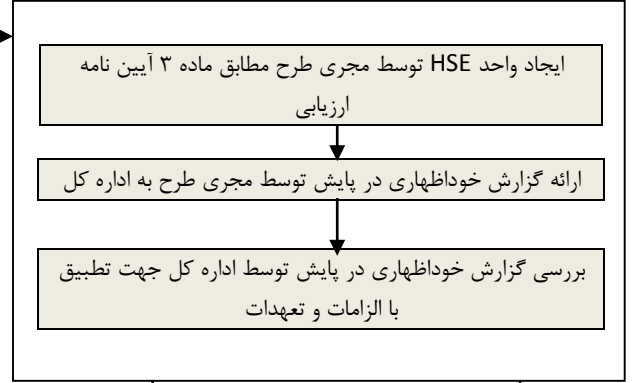 ایجاد واحد HSE توسط مجری طرح مطابق ماده ۳ آیین نامه
ارزیابی
ارائه گزارش خوداظهاری در پایش توسط مجری طرح به اداره کل
بررسی گزارش خوداظهاری در پایش توسط اداره کل جهت تطبیق
با الزامات و تعهدات